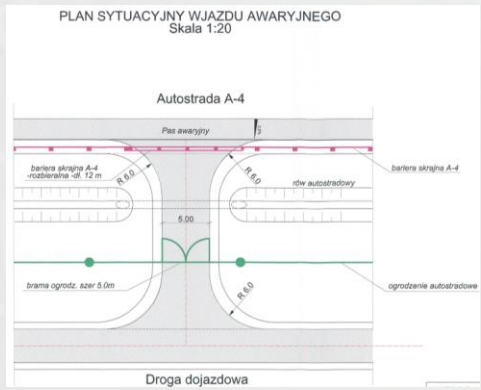 PLAN SYTUACYJNY WJAZDU AWARYJNEGO
Skala 1:20
Autostrada A-4
Pas awaryjny
bariera skrajna A-4
-rozbieralna -dł. 12 m
bariera skrajna A-4
R 6.0
R 6.0
rów autostradowy
5.00
brama ogrodz. szer 5.0m
ogrodzenie autostradowe
R 6.0
Droga dojazdowa